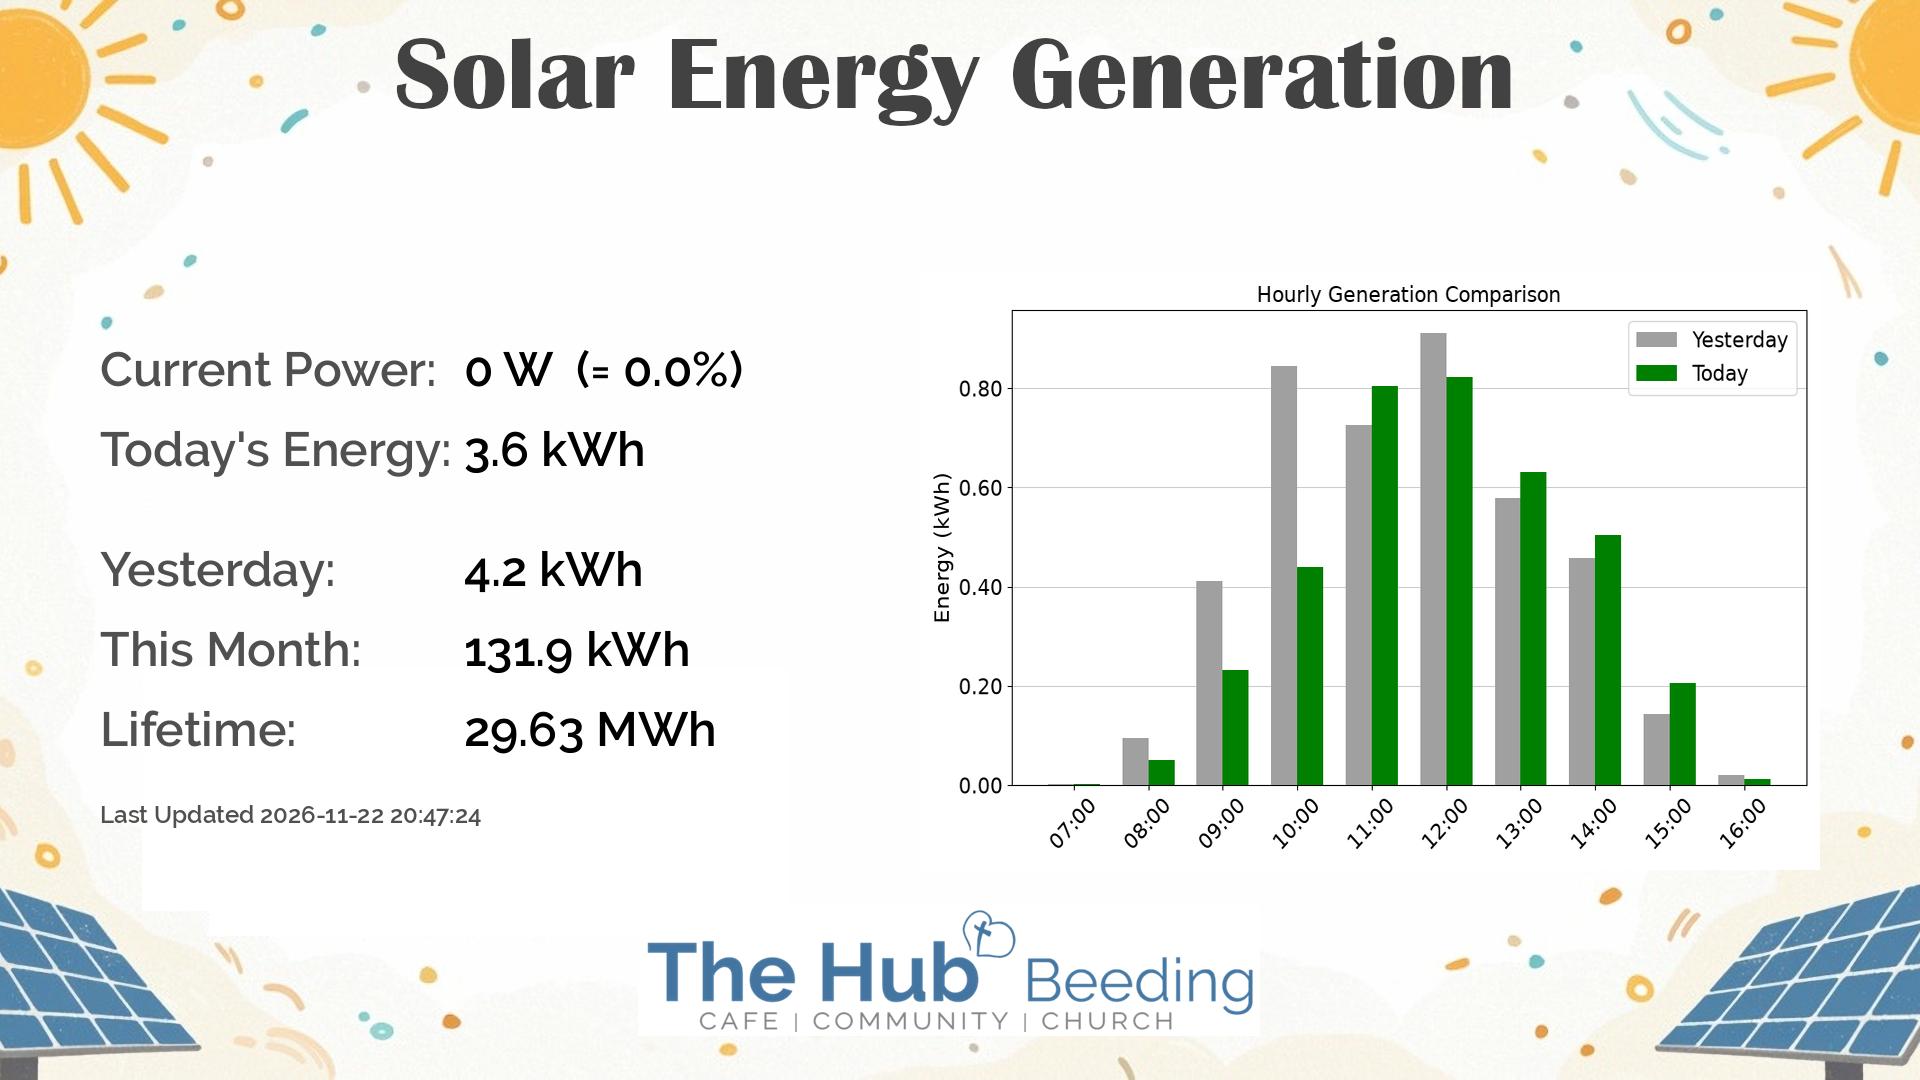 Solar Energy Generation
Current Power: 0 W (= 0.0%)
Today's Energy: 3.6 kWh
Yesterday: 4.2 kWh
This Month: 131.9 kWh
Lifetime: 29.63 MWh
Last Updated 2026-11-22 20:47:24
Hourly Generation Comparison
Yesterday
Today
Energy (kWh)
0.80
0.60
0.40
0.20
0.00
07:00 08:00 09:00 10:00 11:00 12:00 13:00 14:00 15:00 16:00
The Hub Beeding
CAFE | COMMUNITY | CHURCH